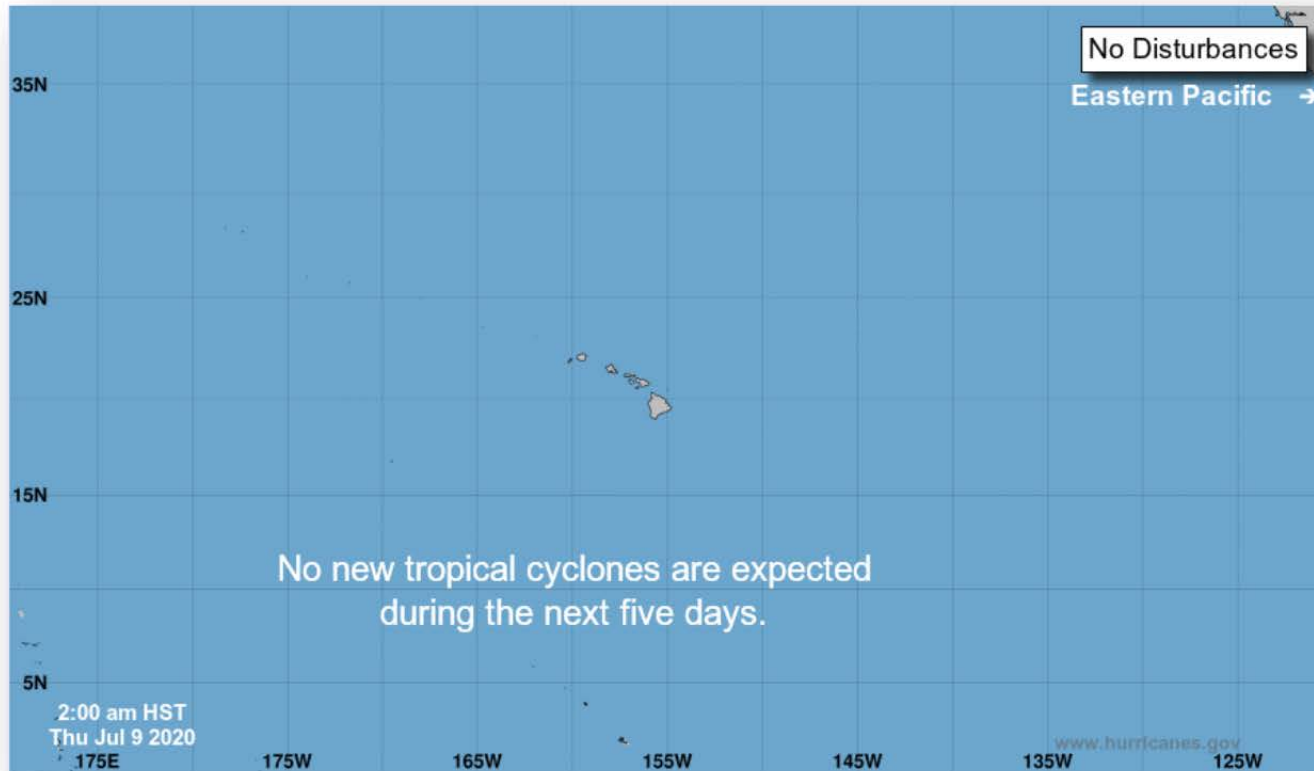 No Disturbances
35N
Eastern Pacific →
25N
15N
No new tropical cyclones are expected
during the next five days.
5N
2:00 am HST
Thu Jul 9 2020
www.hurricanes.gov
175E 175W 165W 155W 145W 135W 125W